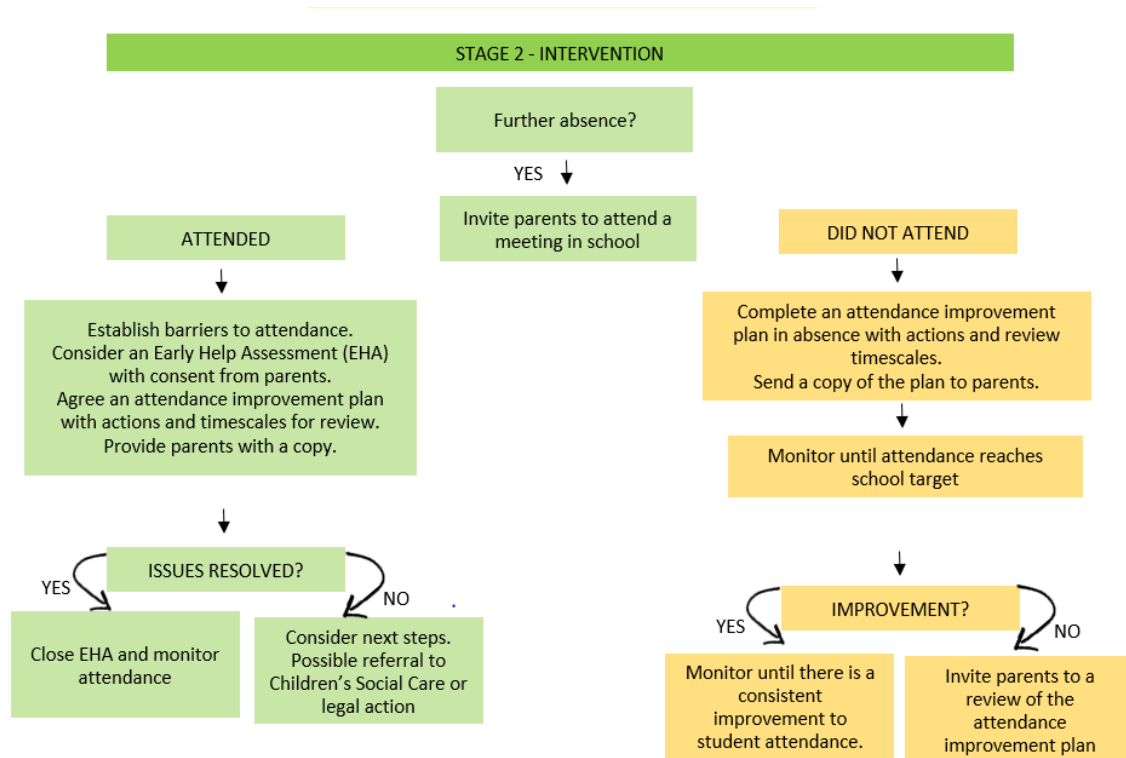 STAGE 2 - INTERVENTION
Further absence?
YES
Invite parents to attend a
meeting in school
ATTENDED
Establish barriers to attendance.
Consider an Early Help Assessment (EHA)
with consent from parents.
Agree an attendance improvement plan
with actions and timescales for review.
Provide parents with a copy.
ISSUES RESOLVED?
YES
NO
Close EHA and monitor
attendance
Consider next steps.
Possible referral to
Children’s Social Care or
legal action
DID NOT ATTEND
Complete an attendance improvement
plan in absence with actions and review
timescales.
Send a copy of the plan to parents.
Monitor until attendance reaches
school target
IMPROVEMENT?
YES
NO
Monitor until there is a
consistent
improvement to
student attendance.
Invite parents to a
review of the
attendance
improvement plan